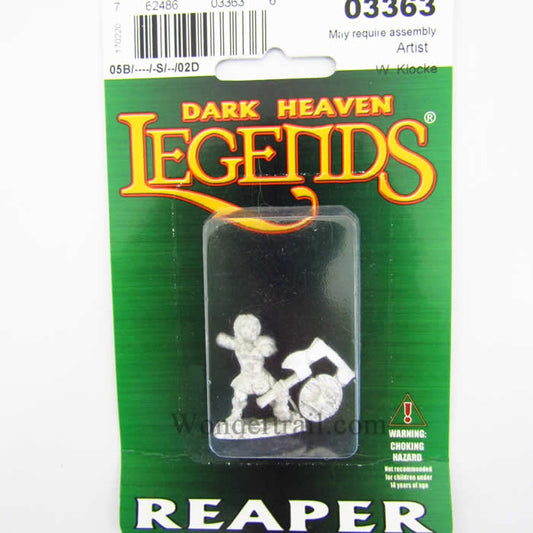 7 62486 03363 6
170220
03363
May require assembly
Artist
W. Klocke
05B/----/-S/--/02D
DARK HEAVEN
LEGENDS®
Wondertrail.com
WARNING:
CHOKING
HAZARD
Not recommended
for children under
14 years of age
REAPER